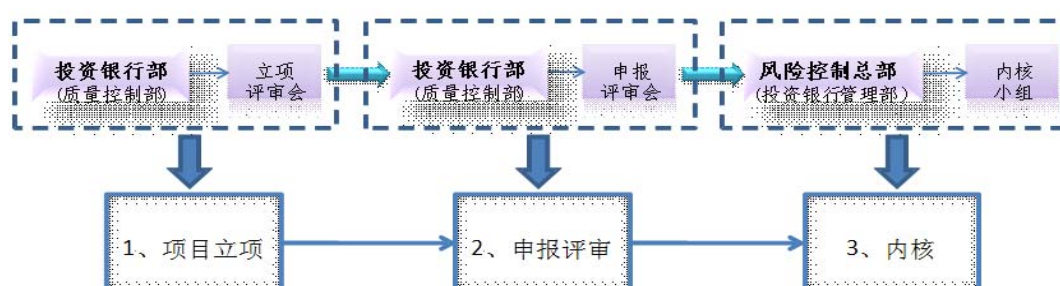 投资银行部
(质量控制部)
立项
评审会
投资银行部
(质量控制部)
申报
评审会
风险控制总部
(投资银行管理部)
内核
小组
1、项目立项
2、申报评审
3、内核